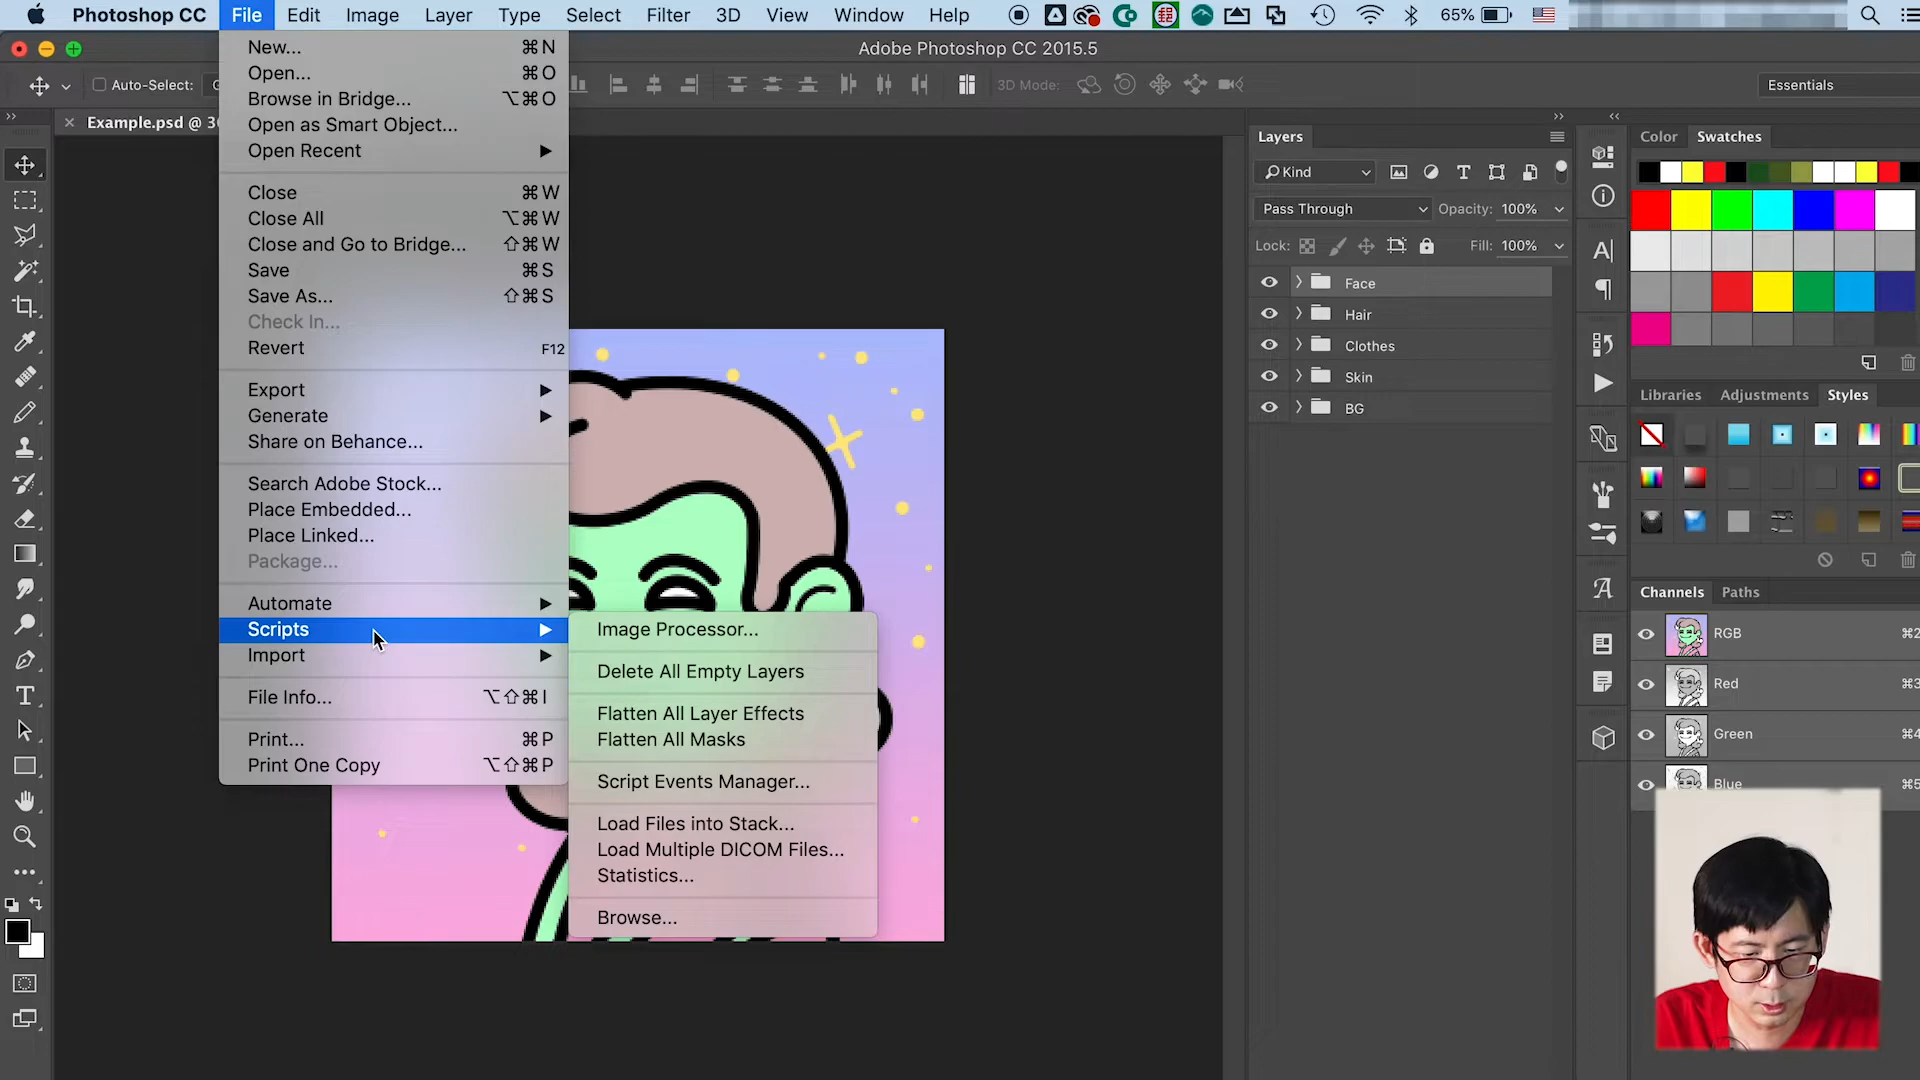 Photoshop CC File Edit Image Layer Type Select Filter 3D View Window Help 65%
Adobe Photoshop CC 2015.5
Auto-Select: 3D Mode: Essentials
Example.psd @
New... ⌘N
Open... ⌘O
Browse in Bridge... ⌥⌘O
Open as Smart Object...
Open Recent
Close ⌘W
Close All ⌥⌘W
Close and Go to Bridge... ⇧⌘W
Save ⌘S
Save As... ⇧⌘S
Check In...
Revert F12
Export
Generate
Share on Behance...
Search Adobe Stock...
Place Embedded...
Place Linked...
Package...
Automate
Scripts
Import
File Info... ⌥⇧⌘I
Print... ⌘P
Print One Copy ⌥⇧⌘P
Image Processor...
Delete All Empty Layers
Flatten All Layer Effects
Flatten All Masks
Script Events Manager...
Load Files into Stack...
Load Multiple DICOM Files...
Statistics...
Browse...
Layers
Kind
Pass Through Opacity: 100%
Lock: Fill: 100%
Face
Hair
Clothes
Skin
BG
Color Swatches
Libraries Adjustments Styles
Channels Paths
RGB ⌘2
Red ⌘3
Green ⌘4
Blue ⌘5